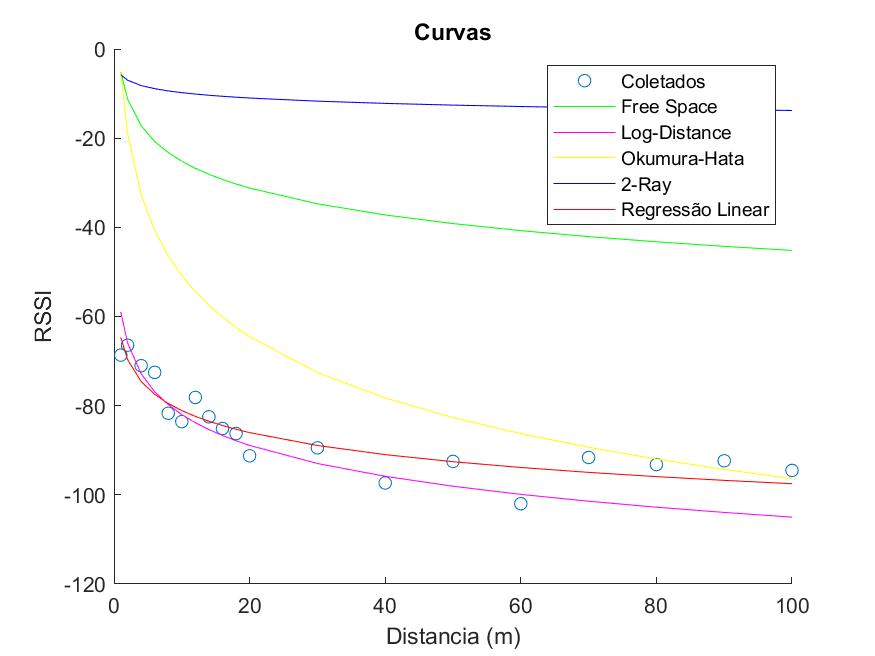 Curvas
0
-20
-40
-60
-80
-100
-120
RSSI
0
20
40
60
80
100
Distancia (m)
Coletados
Free Space
Log-Distance
Okumura-Hata
2-Ray
Regressão Linear